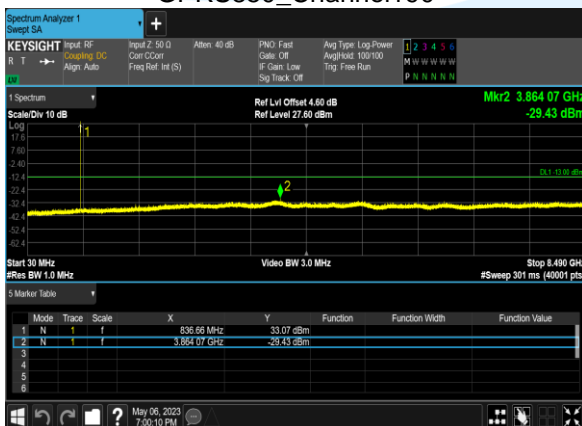 Spectrum Analyzer 1
Swept SA
+
KEYSIGHT Input: RF Input Z: 50 Ω Atten: 40 dB PNO: Fast Avg Type: Log-Power 1 2 3 4 5 6
R T Coupling: DC Corr CCorr Gate: Off Avg|Hold: 100/100 M W W W W W
Align: Auto Freq Ref: Int (S) IF Gain: Low Trig: Free Run
Sig Track: Off P N N N N N
1 Spectrum Ref Lvl Offset 4.60 dB Mkr2 3.864 07 GHz
Scale/Div 10 dB Ref Level 27.60 dBm -29.43 dBm
Log
17.6
7.60
-2.40
-12.4
-22.4
-32.4
-42.4
-52.4
-62.4
1
2
DL1 -13.00 dBm
Start 30 MHz Video BW 3.0 MHz Stop 8.490 GHz
#Res BW 1.0 MHz #Sweep 301 ms (40001 pts)
5 Marker Table
Mode Trace Scale X Y Function Function Width Function Value
1 N 1 f 836.66 MHz 33.07 dBm
2 N 1 f 3.864 07 GHz -29.43 dBm
3
4
5
6
? May 06, 2023
7:00:10 PM